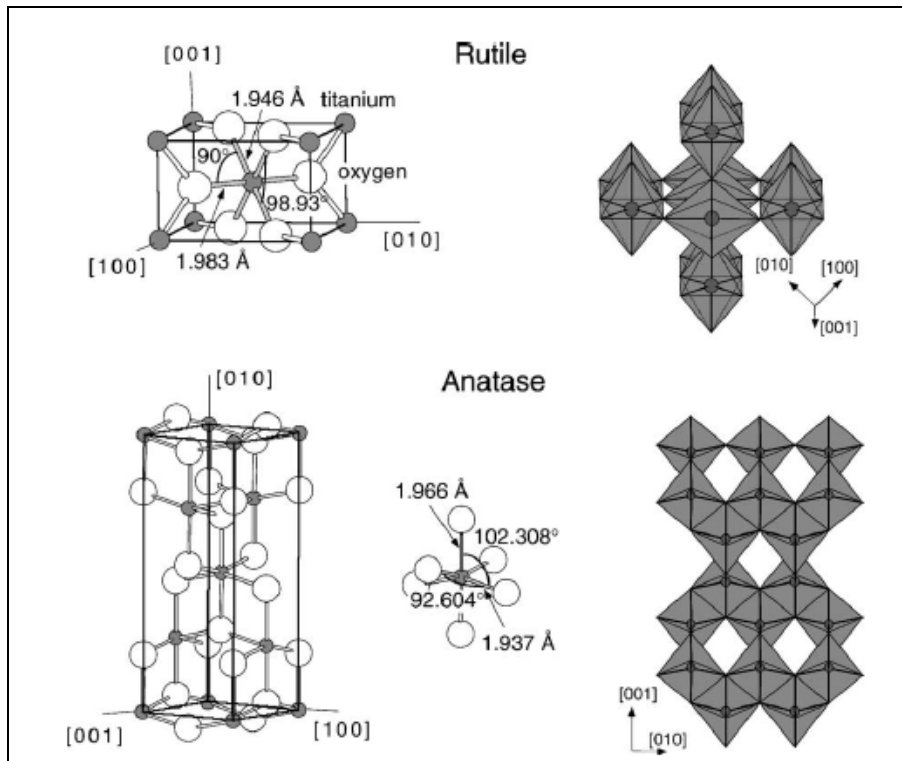 Rutile
[001]
1.946 Å
titanium
90°
oxygen
98.93°
[010]
[100]
1.983 Å
[010]
[100]
[001]
Anatase
[010]
1.966 Å
102.308°
92.604°
1.937 Å
[001]
[100]
[001]
[010]